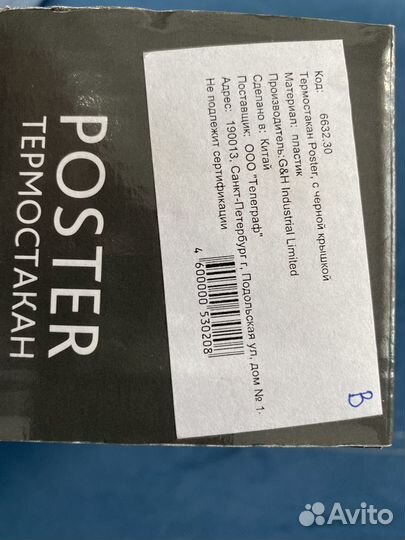 POSTER
ТЕРМОСТАКАН
Код: 6632.30
Термостакан Poster, с черной крышкой
Материал: пластик
Производитель:G&H Industrial Limited
Сделано в: Китай
Поставщик: ООО "Телеграф"
Адрес: 190013, Санкт-Петербург г, Подольская ул, дом № 1-
Не подлежит сертификации
4 600000 530208
В
Avito